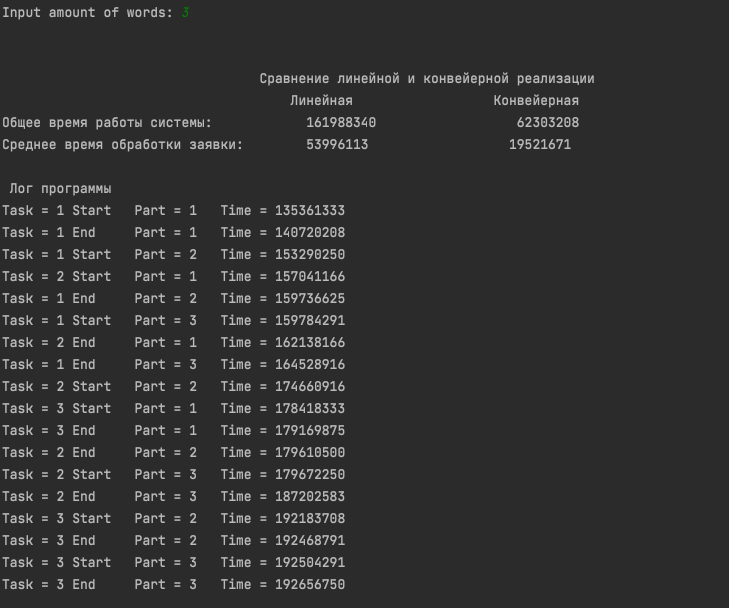 Input amount of words: 3
Сравнение линейной и конвейерной реализации
Линейная Конвейерная
Общее время работы системы: 161988340 62303208
Среднее время обработки заявки: 53996113 19521671
Лог программы
Task = 1 Start Part = 1 Time = 135361333
Task = 1 End Part = 1 Time = 140720208
Task = 1 Start Part = 2 Time = 153290250
Task = 2 Start Part = 1 Time = 157041166
Task = 1 End Part = 2 Time = 159736625
Task = 1 Start Part = 3 Time = 159784291
Task = 2 End Part = 1 Time = 162138166
Task = 1 End Part = 3 Time = 164528916
Task = 2 Start Part = 2 Time = 174660916
Task = 3 Start Part = 1 Time = 178418333
Task = 3 End Part = 1 Time = 179169875
Task = 2 End Part = 2 Time = 179610500
Task = 2 Start Part = 3 Time = 179672250
Task = 2 End Part = 3 Time = 187202583
Task = 3 Start Part = 2 Time = 192183708
Task = 3 End Part = 2 Time = 192468791
Task = 3 Start Part = 3 Time = 192504291
Task = 3 End Part = 3 Time = 192656750